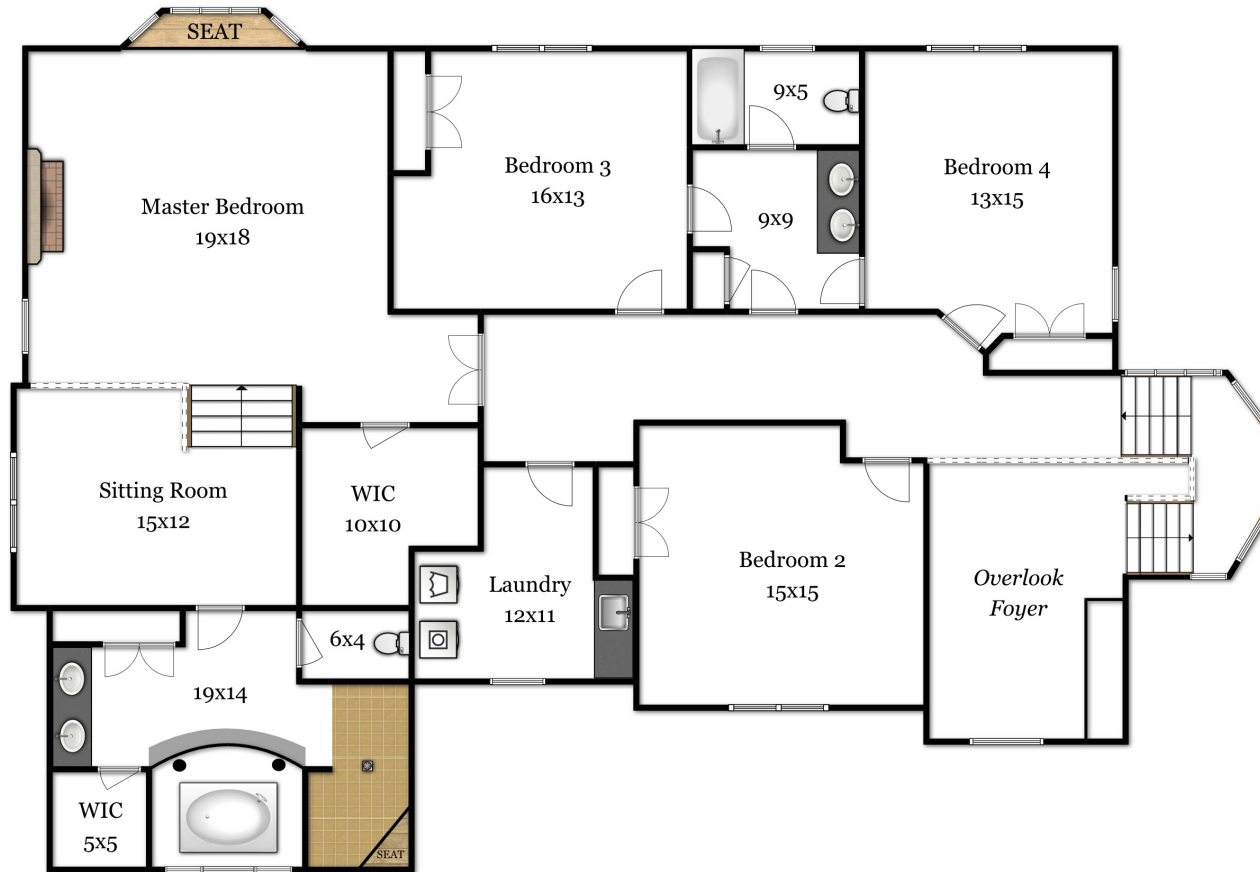 SEAT
9x5
Bedroom 3
16x13
Bedroom 4
13x15
Master Bedroom
19x18
9x9
Sitting Room
15x12
WIC
10x10
Laundry
12x11
Bedroom 2
15x15
Overlook
Foyer
6x4
19x14
WIC
5x5
SEAT